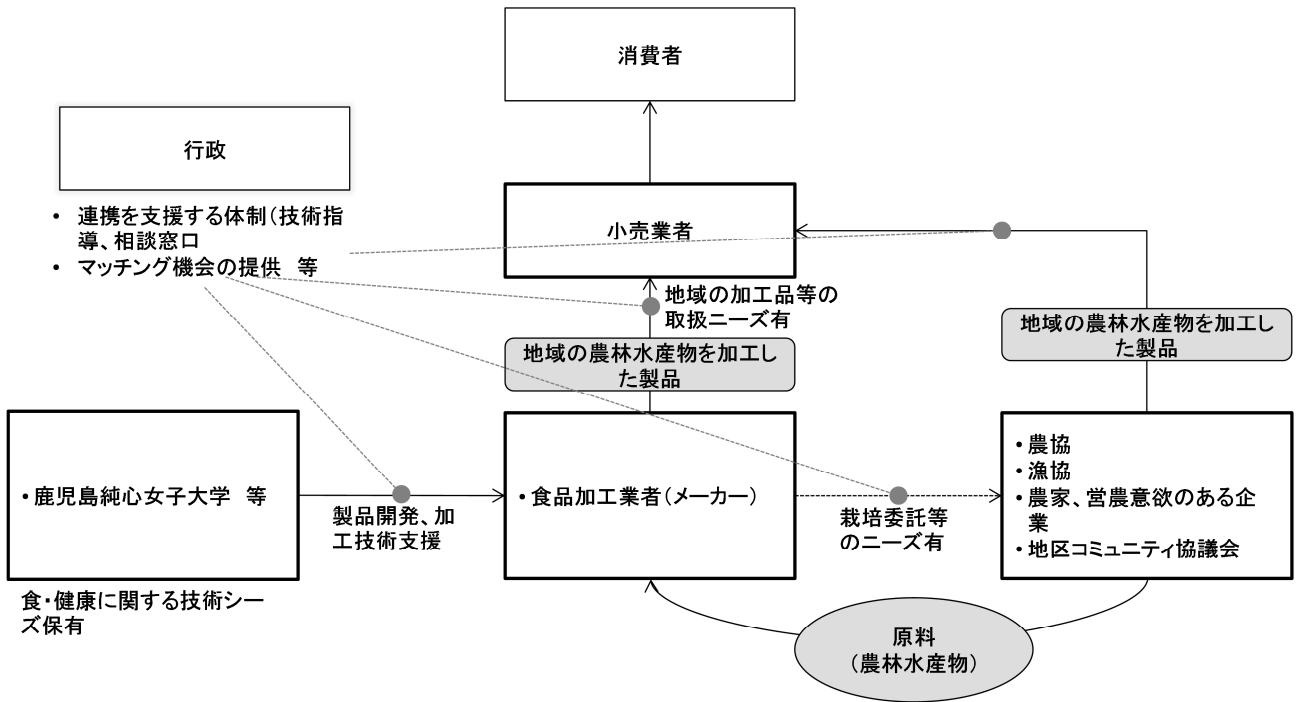 消費者
行政
• 連携を支援する体制（技術指
導、相談窓口
• マッチング機会の提供　等
小売業者
地域の加工品等の
取扱ニーズ有
地域の農林水産物を加工し
た製品
地域の農林水産物を加工し
た製品
・鹿児島純心女子大学　等
製品開発、加
工技術支援
・食品加工業者（メーカー）
栽培委託等
のニーズ有
・農協
・漁協
・農家、営農意欲のある企
業
・地区コミュニティ協議会
食・健康に関する技術シー
ズ保有
原料
（農林水産物）